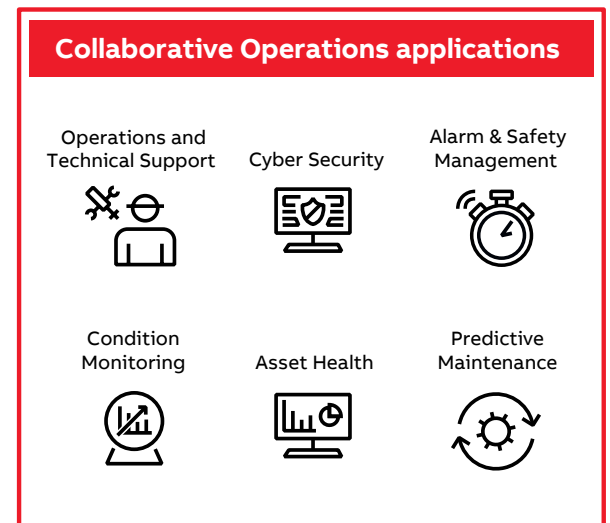 Collaborative Operations applications
Operations and
Technical Support
Cyber Security
Alarm & Safety
Management
Condition
Monitoring
Asset Health
Predictive
Maintenance